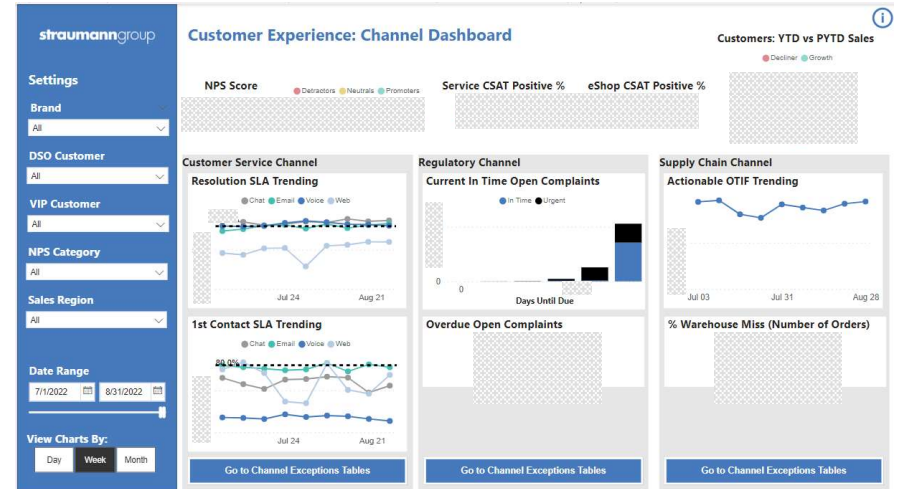 straumanngroup
Customer Experience: Channel Dashboard
i
Customers: YTD vs PYTD Sales
Decliner Growth
Settings
Brand
All
DSO Customer
All
VIP Customer
All
NPS Category
All
Sales Region
All
Date Range
7/1/2022 8/31/2022
View Charts By:
Day Week Month
NPS Score
Detractors Neutrals Promoters
Service CSAT Positive %
eShop CSAT Positive %
Customer Service Channel
Resolution SLA Trending
Chat Email Voice Web
Jul 24 Aug 21
1st Contact SLA Trending
Chat Email Voice Web
80.0%
Jul 24 Aug 21
Go to Channel Exceptions Tables
Regulatory Channel
Current In Time Open Complaints
In Time Urgent
0
0
Days Until Due
Overdue Open Complaints
Go to Channel Exceptions Tables
Supply Chain Channel
Actionable OTIF Trending
Jul 03 Jul 31 Aug 28
% Warehouse Miss (Number of Orders)
Go to Channel Exceptions Tables